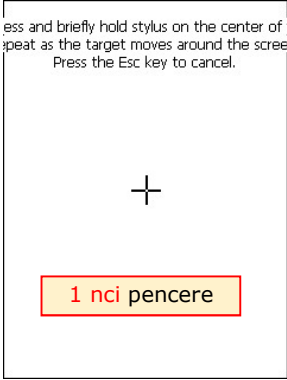 ess and briefly hold stylus on the center of
epeat as the target moves around the scree
Press the Esc key to cancel.
1 nci pencere